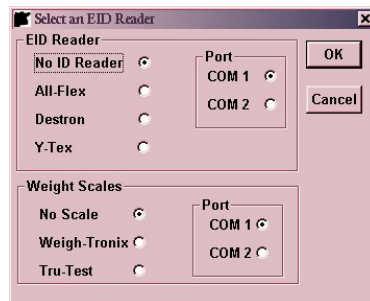 Select an EID Reader
EID Reader
No ID Reader
All-Flex
Destron
Y-Tex
Port
COM 1
COM 2
OK
Cancel
Weight Scales
No Scale
Weigh-Tronix
Tru-Test
Port
COM 1
COM 2